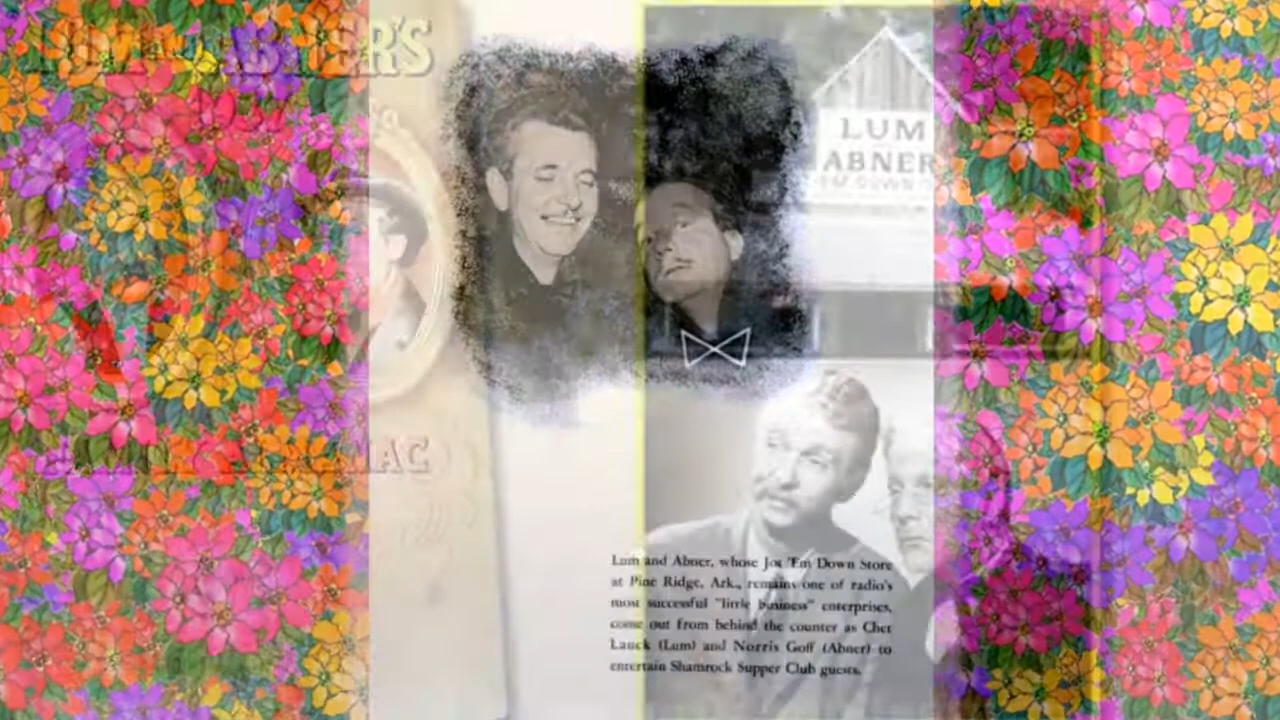 ABNER'S
LUM
ABNER
Lum and Abner, whose Jot 'Em Down Store
at Pine Ridge, Ark., remains one of radio's
most successful "little business" enterprises,
come out from behind the counter as Chet
Lauck (Lum) and Norris Goff (Abner) to
entertain Shamrock Supper Club guests.